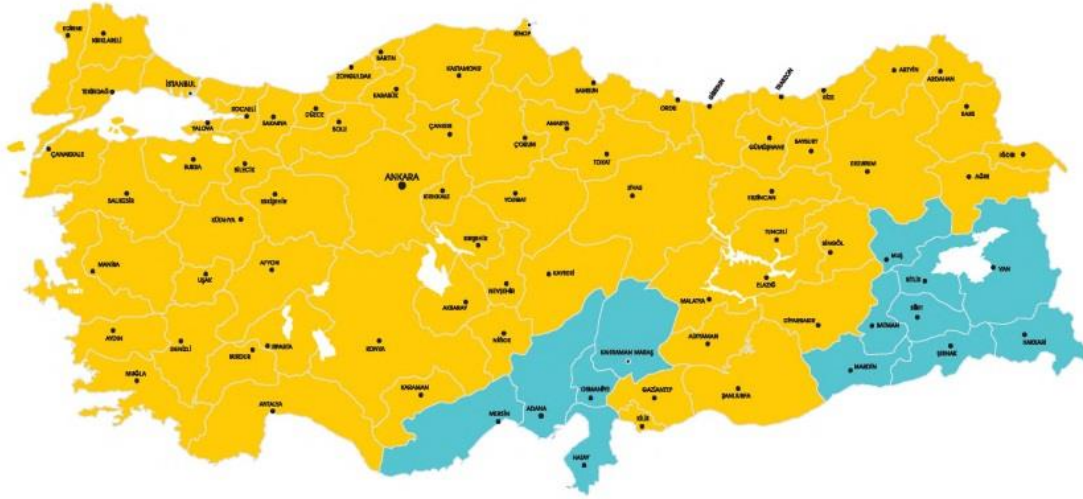 EDİRNE
KIRKLARELİ
TEKİRDAĞ
İSTANBUL
KOCAELİ
YALOVA
SAKARYA
DÜZCE
BOLU
ZONGULDAK
BARTIN
KARABÜK
KASTAMONU
SİNOP
SAMSUN
ORDU
GİRESUN
TRABZON
RİZE
ARTVİN
ARDAHAN
KARS
IĞDIR
AĞRI
ÇANAKKALE
BURSA
BİLECİK
ANKARA
ÇANKIRI
ÇORUM
AMASYA
TOKAT
GÜMÜŞHANE
BAYBURT
ERZURUM
BALIKESİR
ESKİŞEHİR
KÜTAHYA
KIRIKKALE
YOZGAT
SİVAS
ERZİNCAN
TUNCELİ
BİNGÖL
MUŞ
VAN
MANİSA
İZMİR
UŞAK
AFYON
KIRŞEHİR
NEVŞEHİR
KAYSERİ
AKSARAY
MALATYA
ELAZIĞ
BİTLİS
SİİRT
BATMAN
DİYARBAKIR
AYDIN
DENİZLİ
BURDUR
ISPARTA
KONYA
NİĞDE
KAHRAMAN MARAŞ
ADIYAMAN
MARDİN
ŞIRNAK
HAKKARİ
MUĞLA
ANTALYA
KARAMAN
MERSİN
ADANA
OSMANİYE
GAZİANTEP
ŞANLIURFA
KİLİS
HATAY